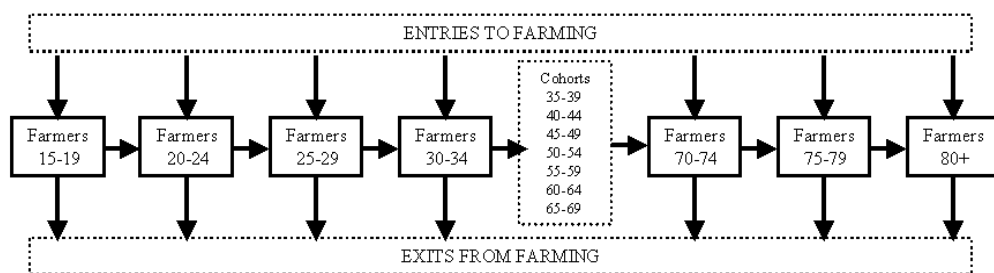 ENTRIES TO FARMING
Farmers
15-19
Farmers
20-24
Farmers
25-29
Farmers
30-34
Cohorts
35-39
40-44
45-49
50-54
55-59
60-64
65-69
Farmers
70-74
Farmers
75-79
Farmers
80+
EXITS FROM FARMING